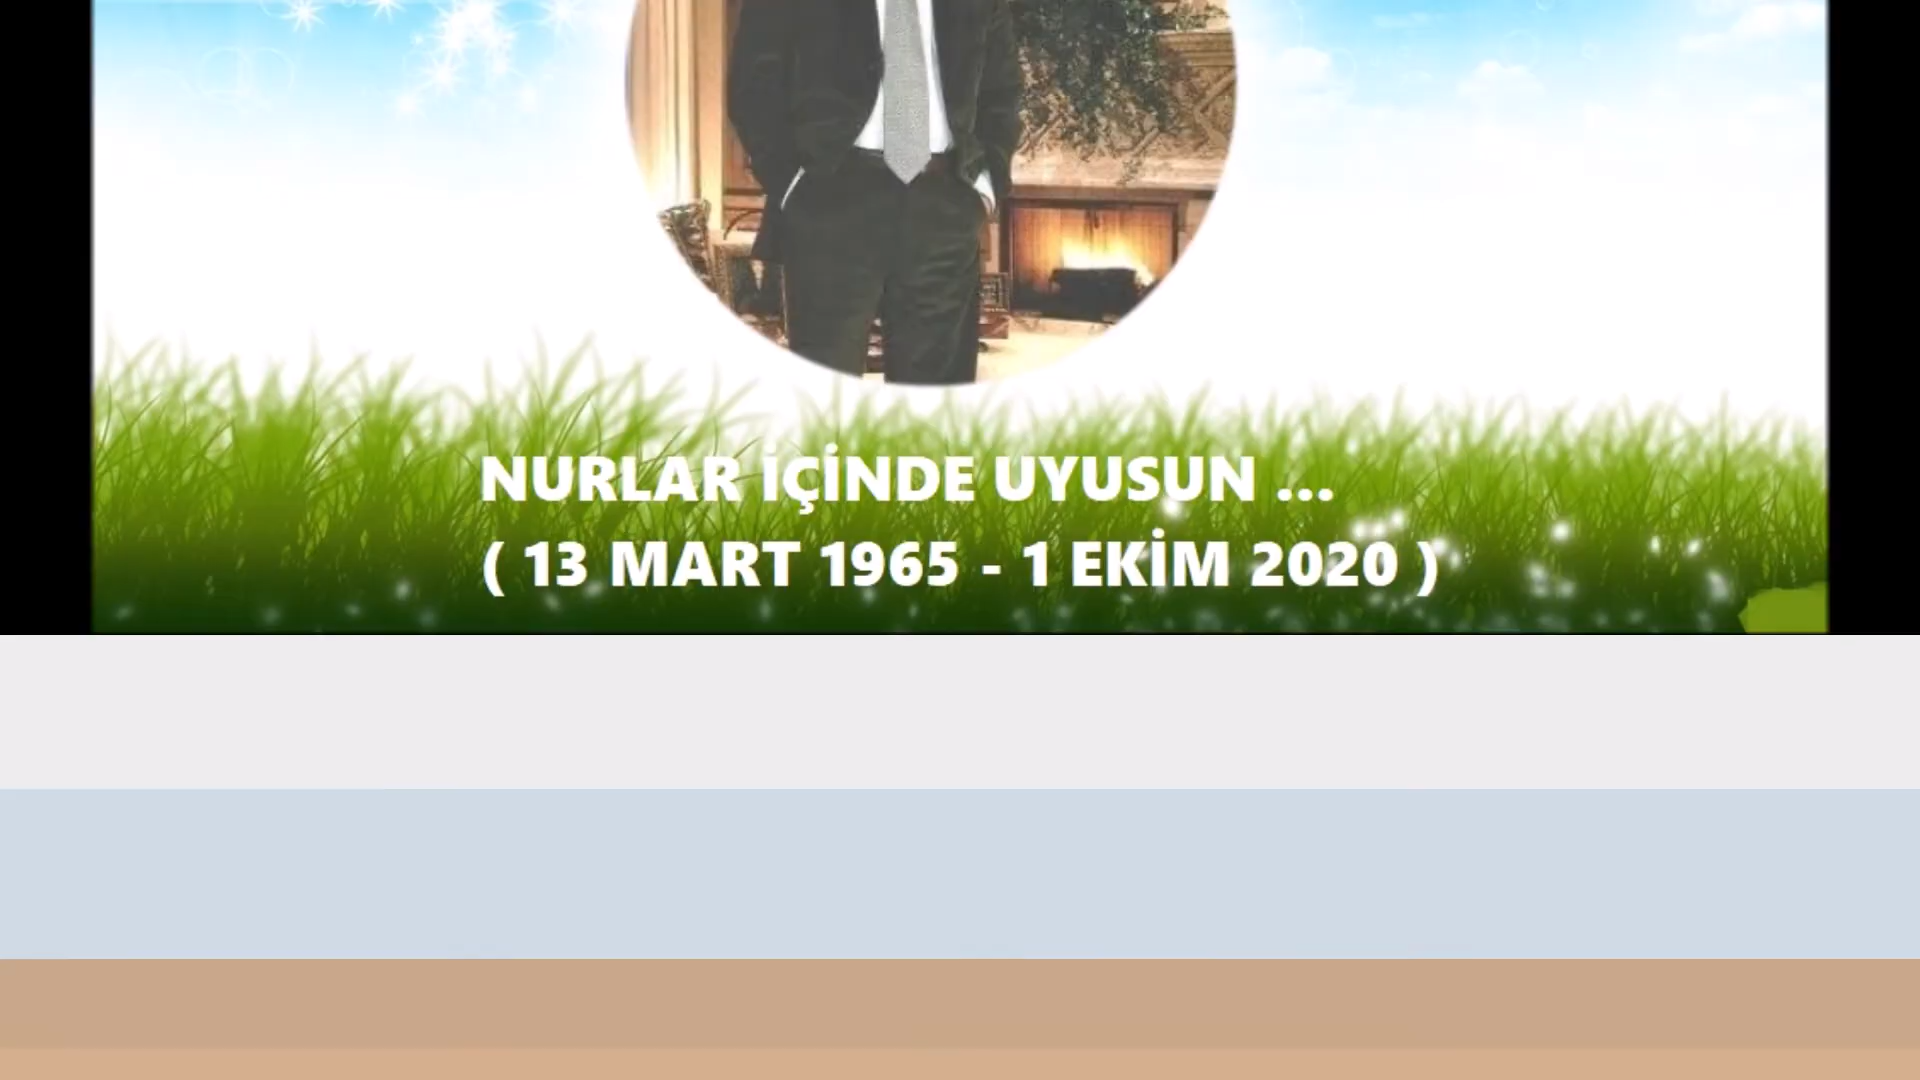 NURLAR İÇİNDE UYUSUN ...
( 13 MART 1965 - 1 EKİM 2020 )